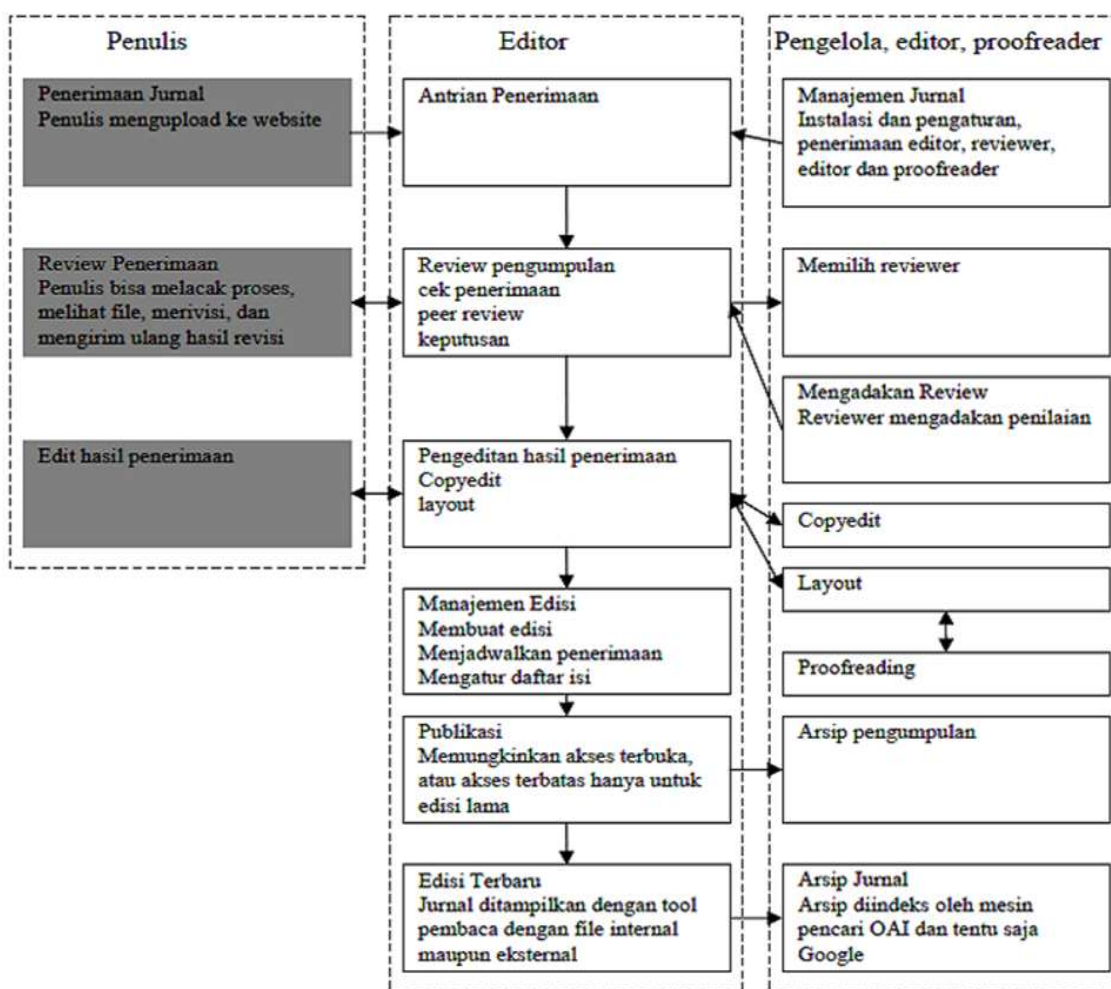 Penulis
Penerimaan Jurnal
Penulis mengupload ke website
Review Penerimaan
Penulis bisa melacak proses,
melihat file, merivisi, dan
mengirim ulang hasil revisi
Edit hasil penerimaan
Editor
Antrian Penerimaan
Review pengumpulan
cek penerimaan
peer review
keputusan
Pengeditan hasil penerimaan
Copyedit
layout
Manajemen Edisi
Membuat edisi
Menjadwalkan penerimaan
Mengatur daftar isi
Publikasi
Memungkinkan akses terbuka,
atau akses terbatas hanya untuk
edisi lama
Edisi Terbaru
Jurnal ditampilkan dengan tool
pembaca dengan file internal
maupun eksternal
Pengelola, editor, proofreader
Manajemen Jurnal
Instalasi dan pengaturan,
penerimaan editor, reviewer,
editor dan proofreader
Memilih reviewer
Mengadakan Review
Reviewer mengadakan penilaian
Copyedit
Layout
Proofreading
Arsip pengumpulan
Arsip Jurnal
Arsip diindeks oleh mesin
pencari OAI dan tentu saja
Google